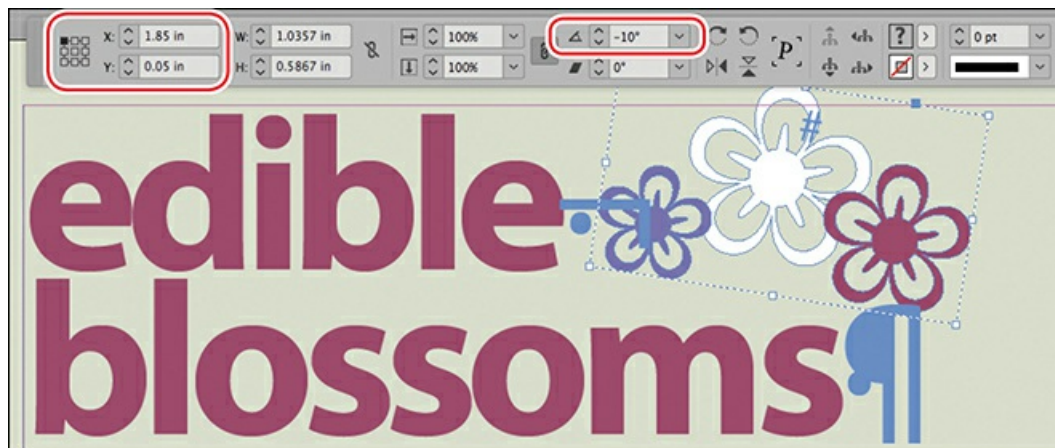 X: 1.85 in W: 1.0357 in 100% -10° P ? 0 pt
Y: 0.05 in H: 0.5867 in 100% 0°
#
edible
blossoms¶